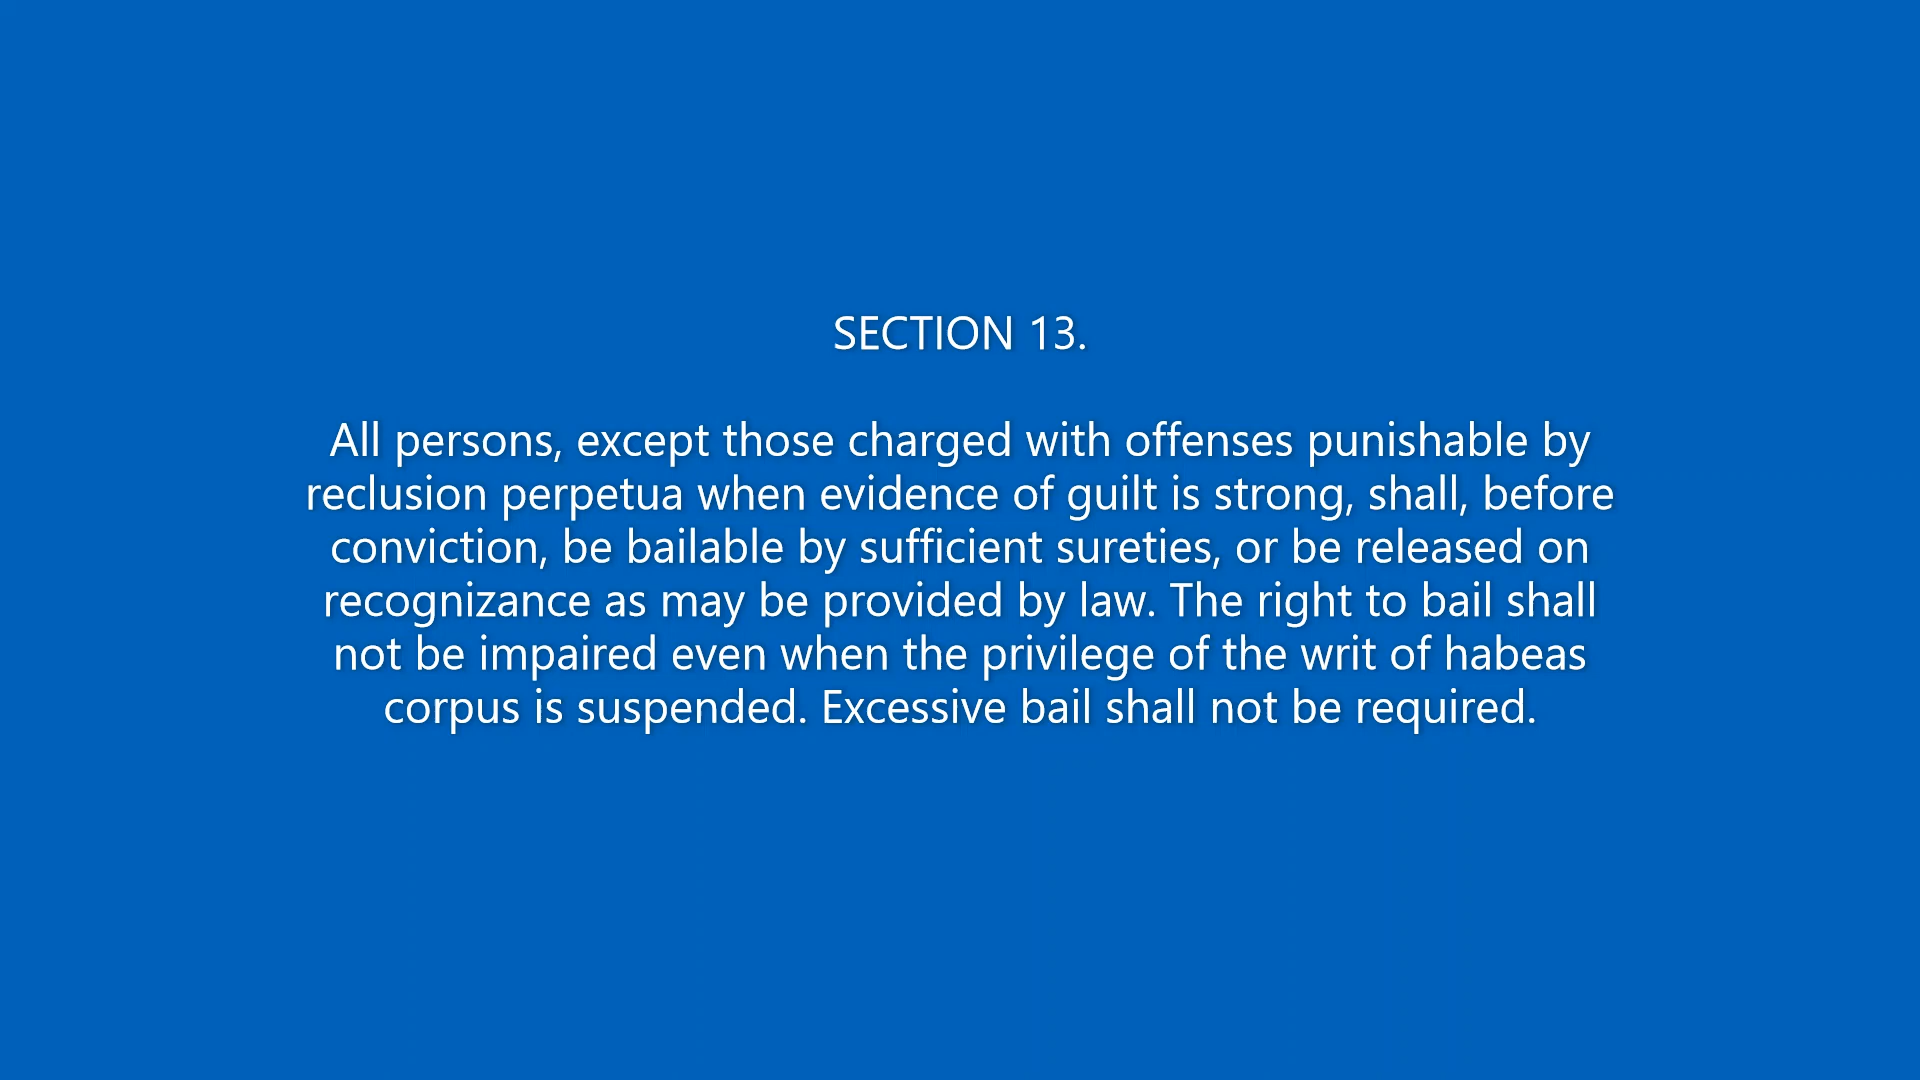 SECTION 13.
All persons, except those charged with offenses punishable by
reclusion perpetua when evidence of guilt is strong, shall, before
conviction, be bailable by sufficient sureties, or be released on
recognizance as may be provided by law. The right to bail shall
not be impaired even when the privilege of the writ of habeas
corpus is suspended. Excessive bail shall not be required.